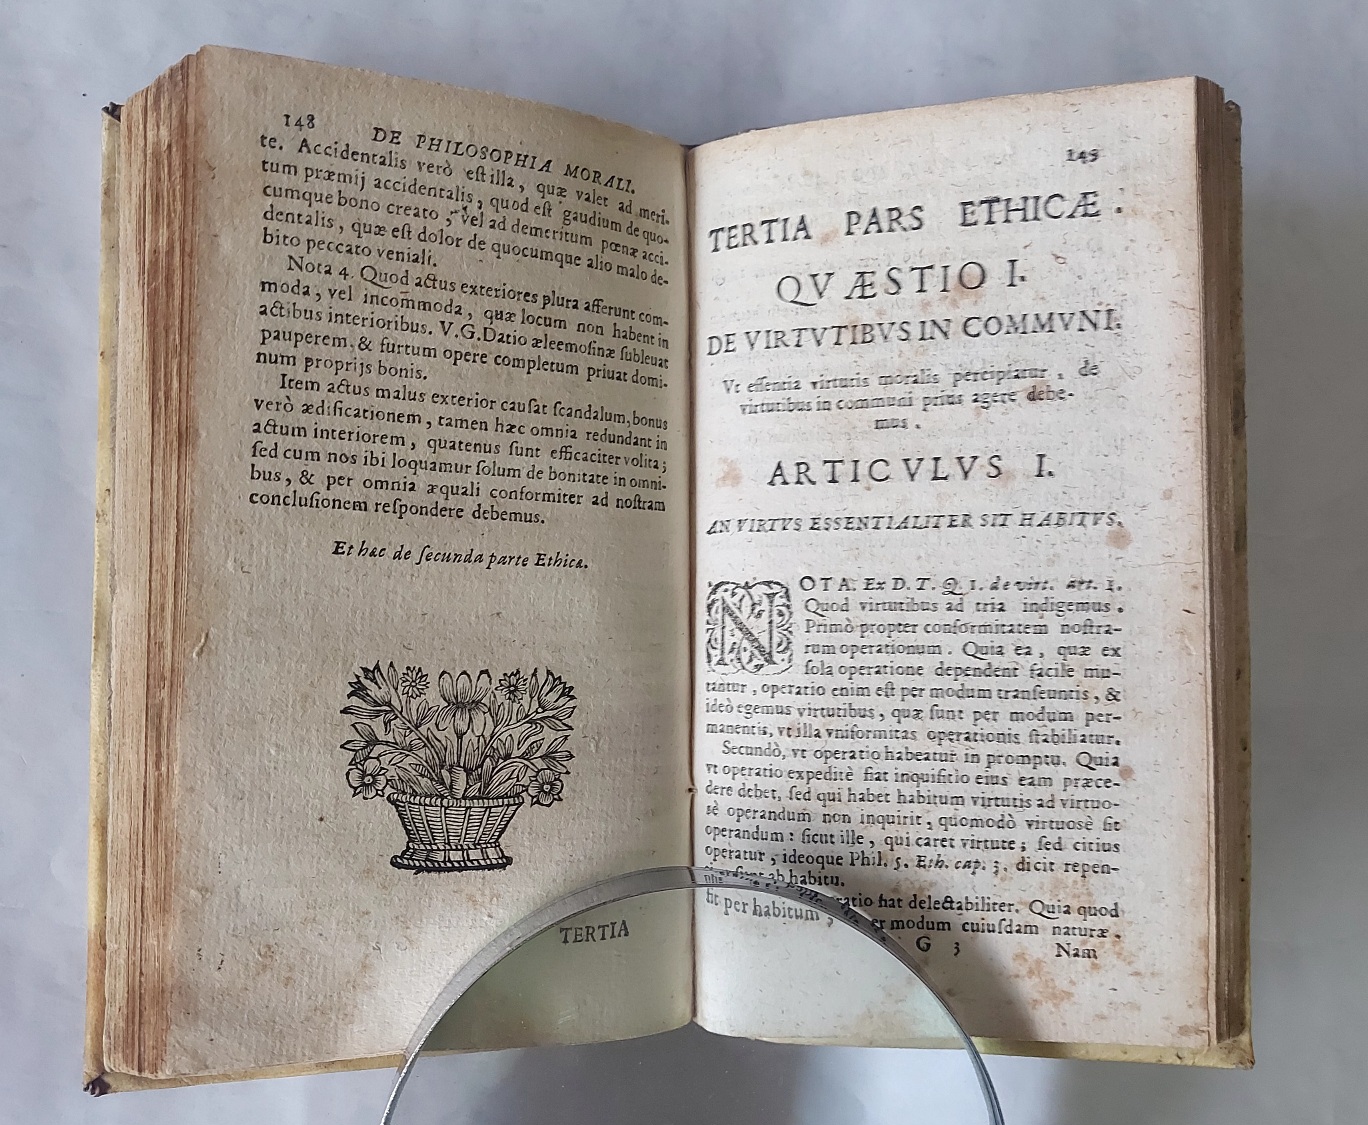 148 DE PHILOSOPHIA MORALI.
te. Accidentalis verò est illa, quæ valet ad meri-
tum præmij accidentalis, quod est gaudium de quo-
cumque bono creato, vel ad demeritum pœnæ acci-
dentalis, quæ est dolor de quocumque alio malo de-
bito peccato veniali.
Nota 4. Quod actus exteriores plura afferunt com-
moda, vel incommoda, quæ locum non habent in
actibus interioribus. V.G. Datio æleemosinæ subleuat
pauperem, & furtum opere completum priuat domi-
num proprijs bonis.
Item actus malus exterior causat scandalum, bonus
verò ædificationem, tamen hæc omnia redundant in
actum interiorem, quatenus sunt efficaciter volita;
sed cum nos ibi loquamur solum de bonitate in omni-
bus, & per omnia æquali conformiter ad nostram
conclusionem respondere debemus.
Et hæc de secunda parte Ethicæ.
TERTIA
149
TERTIA PARS ETHICÆ.
QVÆSTIO I.
DE VIRTVTIBVS IN COMMVNI.
Vt essentia virtutis moralis percipiatur, de
virtutibus in communi prius agere debe-
mus.
ARTICVLVS I.
AN VIRTVS ESSENTIALITER SIT HABITVS.
NOTA. Ex D. T. Q. 1. de virt. art. 1.
Quod virtutibus ad tria indigemus.
Primò propter conformitatem nostra-
rum operationum. Quia ea, quæ ex
sola operatione dependent facile mu-
tantur, operatio enim est per modum transeuntis, &
ideò egemus virtutibus, quæ sunt per modum per-
manentis, vt illa vniformitas operationis stabiliatur.
Secundò, vt operatio habeatur in promptu. Quia
vt operatio expeditè fiat inquisitio eius eam præce-
dere debet, sed qui habet habitum virtutis ad virtuo-
sè operandum non inquirit, quomodò virtuosè sit
operandum: sicut ille, qui caret virtute; sed citius
operatur, ideoque Phil. 5. Eth. cap. 3. dicit repen-
ab habitu.
ratio fiat delectabiliter. Quia quod
fit per habitum, er modum cuiusdam naturæ.
G 3 Nam